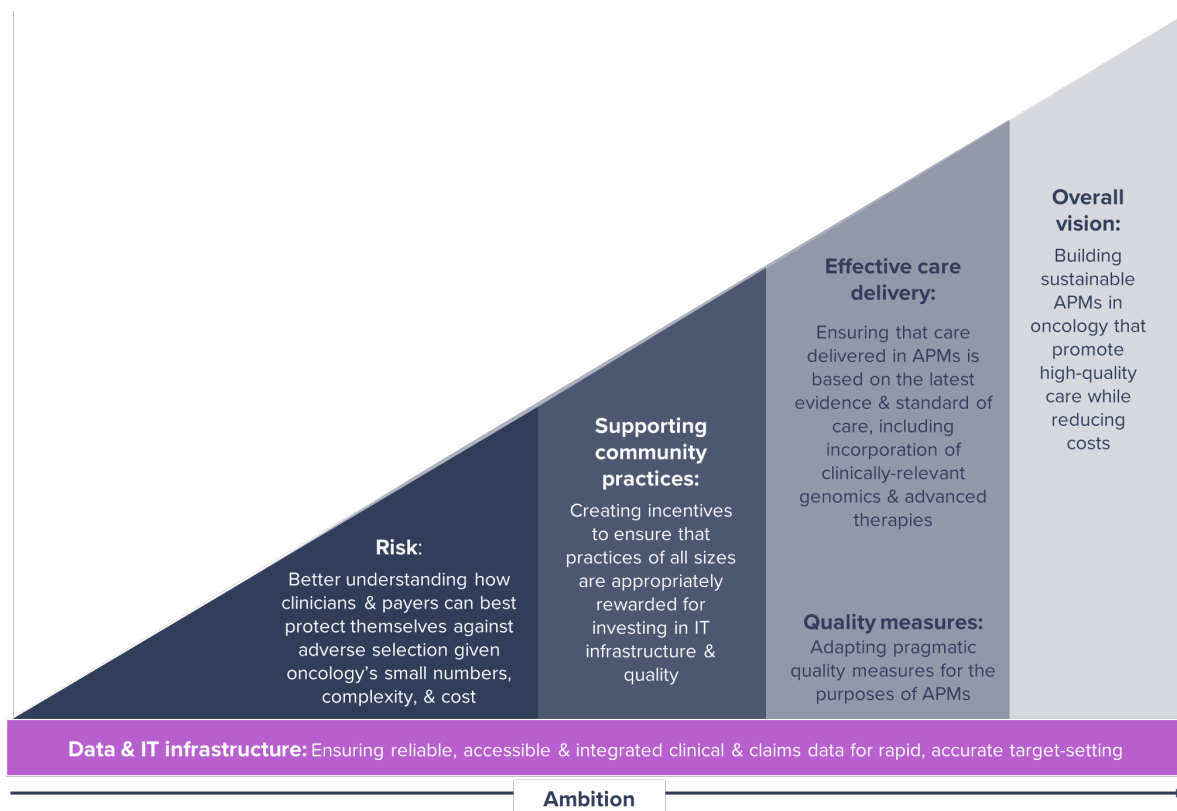 Risk:
Better understanding how
clinicians & payers can best
protect themselves against
adverse selection given
oncology’s small numbers,
complexity, & cost
Supporting
community
practices:
Creating incentives
to ensure that
practices of all sizes
are appropriately
rewarded for
investing in IT
infrastructure &
quality
Effective care
delivery:
Ensuring that care
delivered in APMs is
based on the latest
evidence & standard of
care, including
incorporation of
clinically-relevant
genomics & advanced
therapies
Quality measures:
Adapting pragmatic
quality measures for the
purposes of APMs
Overall
vision:
Building
sustainable
APMs in
oncology that
promote
high-quality
care while
reducing
costs
Data & IT infrastructure: Ensuring reliable, accessible & integrated clinical & claims data for rapid, accurate target-setting
Ambition